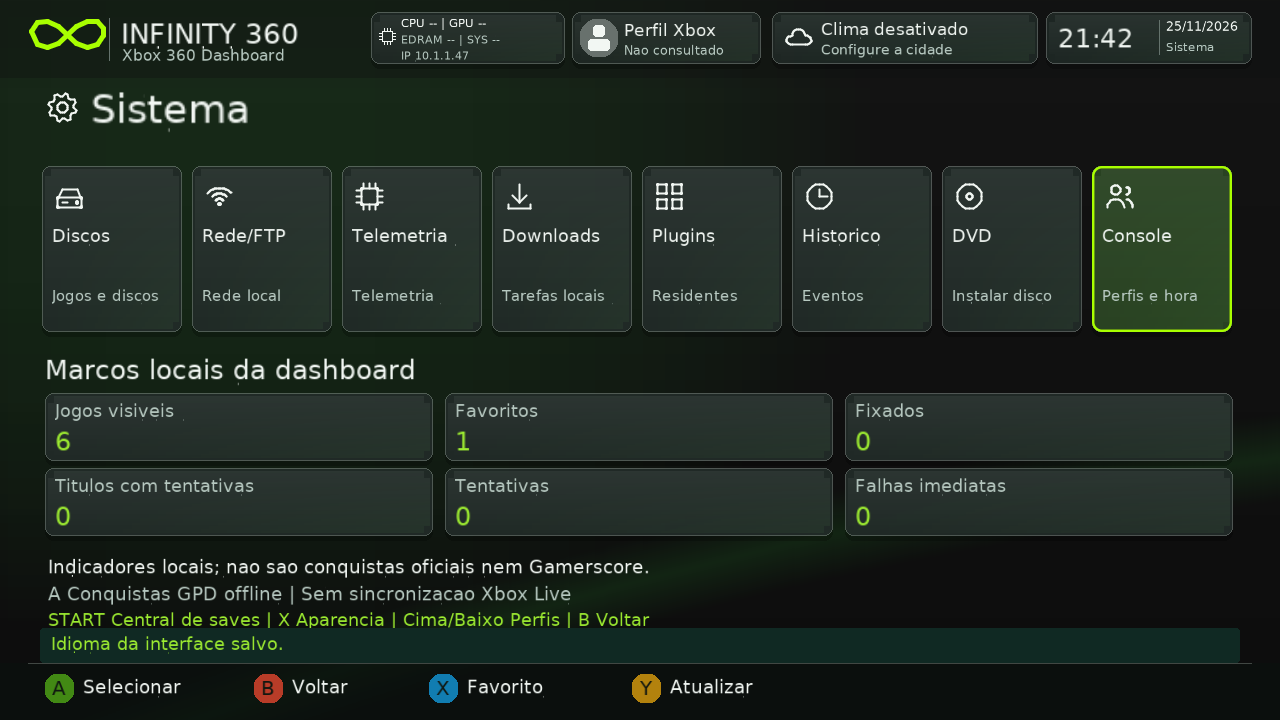 INFINITY 360
Xbox 360 Dashboard
CPU -- | GPU --
EDRAM -- | SYS --
IP 10.1.1.47
Perfil Xbox
Nao consultado
Clima desativado
Configure a cidade
21:42
25/11/2026
Sistema
Sistema
Discos
Jogos e discos
Rede/FTP
Rede local
Telemetria
Telemetria
Downloads
Tarefas locais
Plugins
Residentes
Historico
Eventos
DVD
Instalar disco
Console
Perfis e hora
Marcos locais da dashboard
Jogos visiveis
6
Favoritos
1
Fixados
0
Titulos com tentativas
0
Tentativas
0
Falhas imediatas
0
Indicadores locais; nao sao conquistas oficiais nem Gamerscore.
A Conquistas GPD offline | Sem sincronizacao Xbox Live
START Central de saves | X Aparencia | Cima/Baixo Perfis | B Voltar
Idioma da interface salvo.
A Selecionar
B Voltar
X Favorito
Y Atualizar